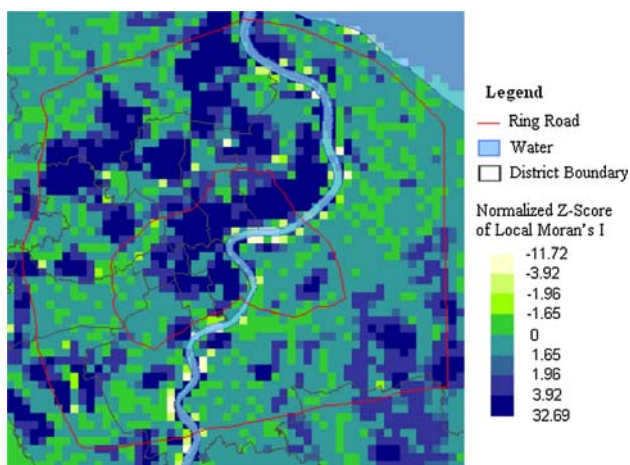 Legend
Ring Road
Water
District Boundary
Normalized Z-Score
of Local Moran's I
-11.72
-3.92
-1.96
-1.65
0
1.65
1.96
3.92
32.69